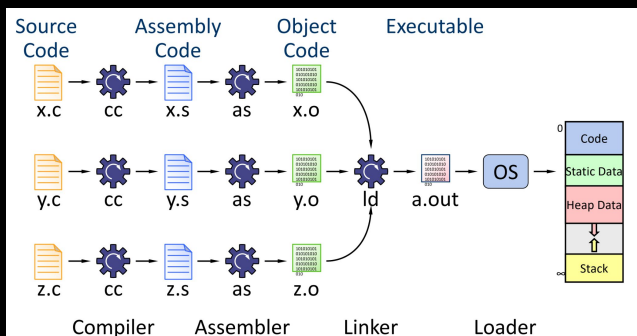 Source Code
Assembly Code
Object Code
Executable
x.c
cc
x.s
as
x.o
y.c
cc
y.s
as
y.o
ld
a.out
OS
z.c
cc
z.s
as
z.o
0
Code
Static Data
Heap Data
Stack
∞
Compiler
Assembler
Linker
Loader